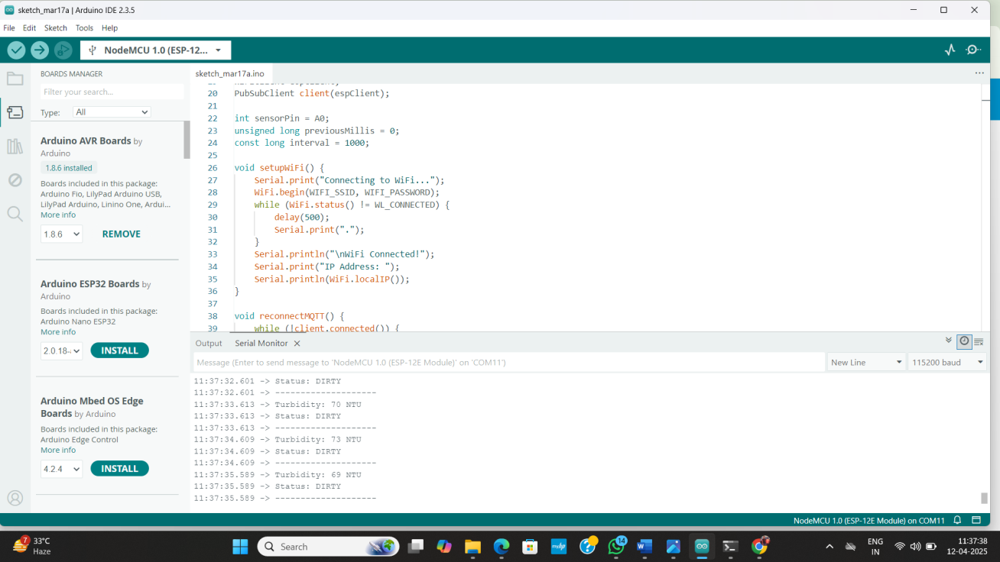 sketch_mar17a | Arduino IDE 2.3.5
File Edit Sketch Tools Help
NodeMCU 1.0 (ESP-12...
BOARDS MANAGER
Filter your search...
Type: All
Arduino AVR Boards by
Arduino
1.8.6 installed
Boards included in this package:
Arduino Fio, LilyPad Arduino USB,
LilyPad Arduino, Linino One, Ardui...
More info
1.8.6 REMOVE
Arduino ESP32 Boards by
Arduino
Boards included in this package:
Arduino Nano ESP32
More info
2.0.18- INSTALL
Arduino Mbed OS Edge
Boards by Arduino
Boards included in this package:
Arduino Edge Control
More info
4.2.4 INSTALL
sketch_mar17a.ino
20 PubSubClient client(espClient);
21
22 int sensorPin = A0;
23 unsigned long previousMillis = 0;
24 const long interval = 1000;
25
26 void setupWiFi() {
27 Serial.print("Connecting to WiFi...");
28 WiFi.begin(WIFI_SSID, WIFI_PASSWORD);
29 while (WiFi.status() != WL_CONNECTED) {
30 delay(500);
31 Serial.print(".");
32 }
33 Serial.println("\nWiFi Connected!");
34 Serial.print("IP Address: ");
35 Serial.println(WiFi.localIP());
36 }
37
38 void reconnectMQTT() {
39 while (!client.connected()) {
Output Serial Monitor
Message (Enter to send message to 'NodeMCU 1.0 (ESP-12E Module)' on 'COM11')
New Line 115200 baud
11:37:32.601 -> Status: DIRTY
11:37:32.601 -> --------------------
11:37:33.613 -> Turbidity: 70 NTU
11:37:33.613 -> Status: DIRTY
11:37:33.613 -> --------------------
11:37:34.609 -> Turbidity: 73 NTU
11:37:34.609 -> Status: DIRTY
11:37:34.609 -> --------------------
11:37:35.589 -> Turbidity: 69 NTU
11:37:35.589 -> Status: DIRTY
11:37:35.589 -> --------------------
NodeMCU 1.0 (ESP-12E Module) on COM11
7
33°C
Haze
Search
14
ENG
IN
11:37:38
12-04-2025